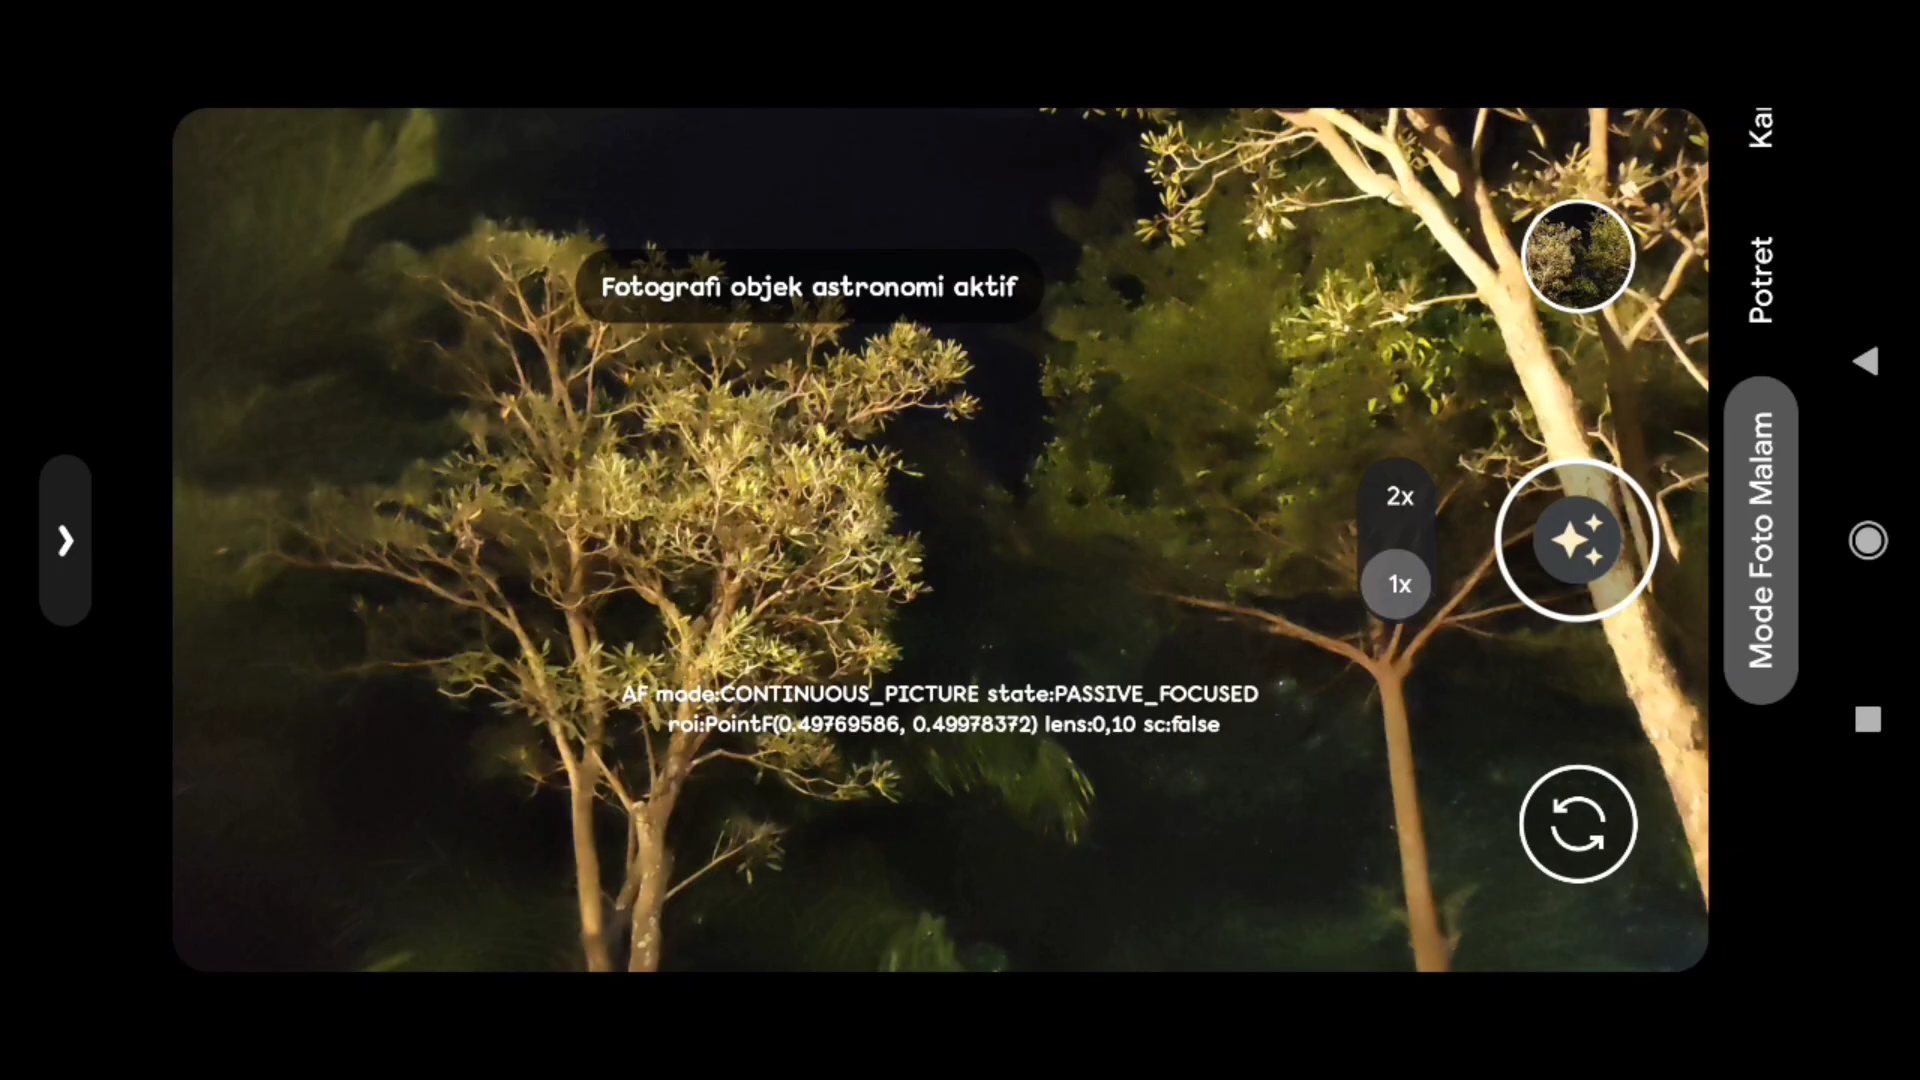 Fotografi objek astronomi aktif
2x
1x
AF mode:CONTINUOUS_PICTURE state:PASSIVE_FOCUSED
roi:PointF(0.49769586, 0.49978372) lens:0,10 sc:false
Potret
Mode Foto Malam